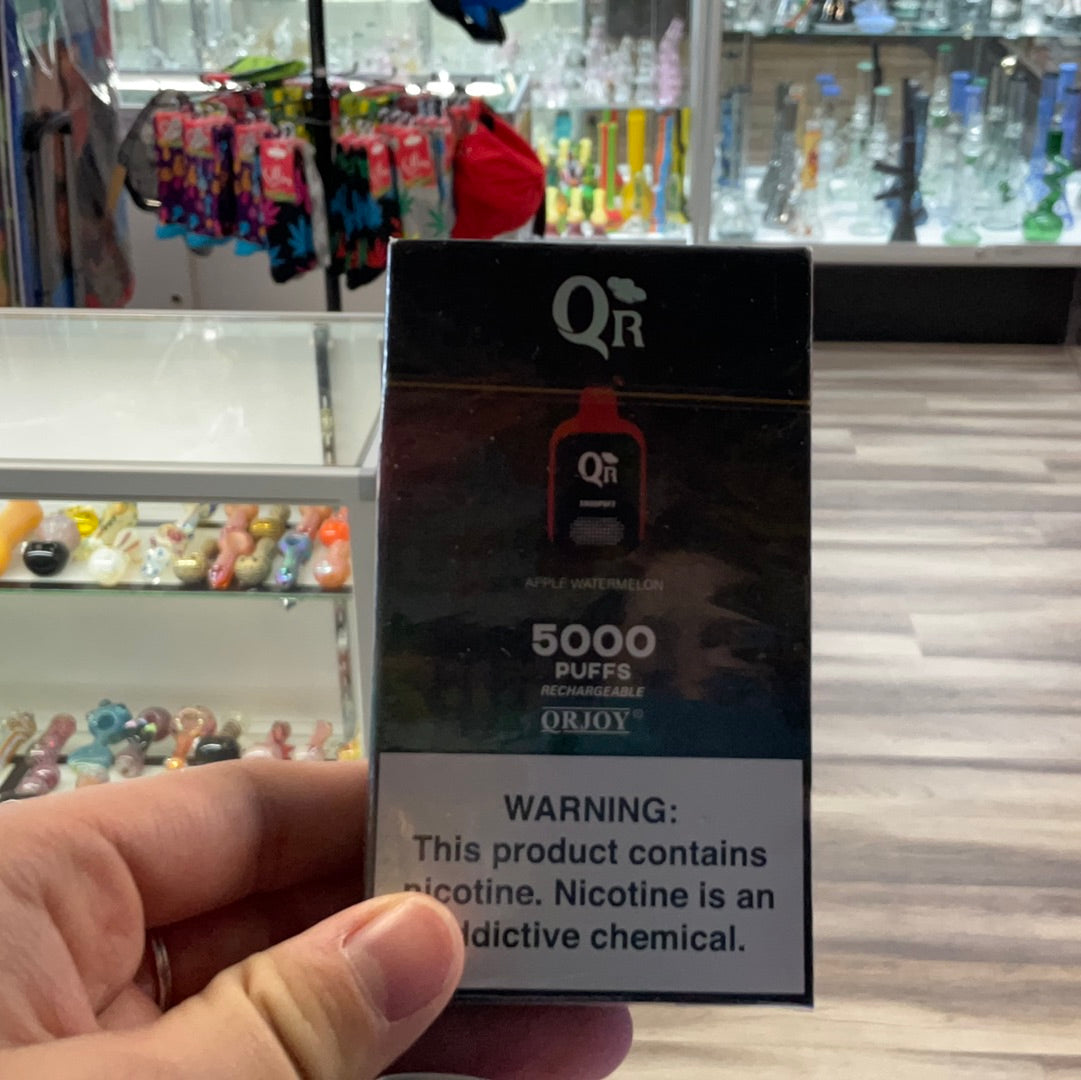 QR
QR
APPLE WATERMELON
5000
PUFFS
RECHARGEABLE
QRJOY®
WARNING:
This product contains
nicotine. Nicotine is an
addictive chemical.